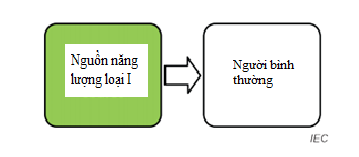 Nguồn năng
lượng loại I
Người bình
thường
IEC